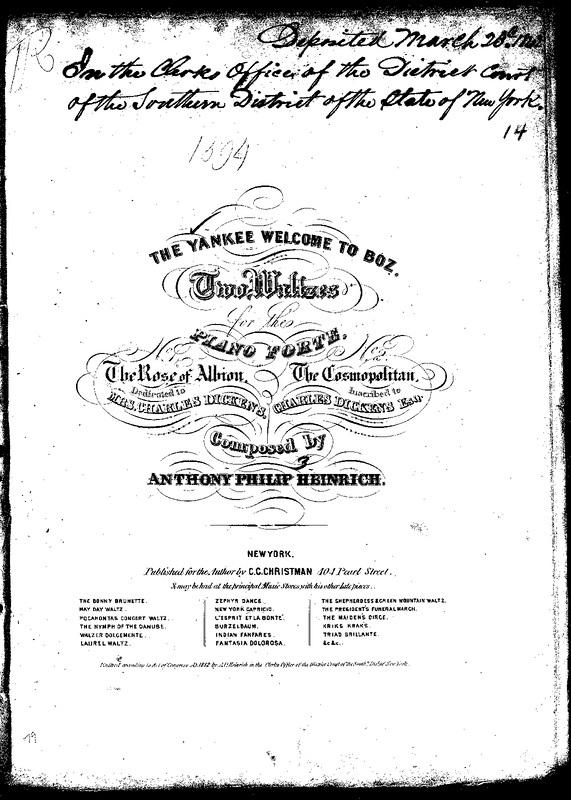 Deposited March 28th 184
In the Clerks Office of the District Court
of the Southern District of the State of New York.
14
1394
THE YANKEE WELCOME TO BOZ.
Two Waltzes
for the
PIANO FORTE.
No. 1 No. 2
The Rose of Albion. The Cosmopolitan.
Dedicated to Inscribed to
MRS. CHARLES DICKENS CHARLES DICKENS Esq.
Composed by
3
ANTHONY PHILIP HEINRICH.
NEW YORK.
Published for the Author by C.C. CHRISTMAN 404 Pearl Street.
& may be had at the principal Music Stores, with his other late pieces.
THE BONNY BRUNETTE. ZEPHYR DANCE. THE SHEPHERDESS & GREEN MOUNTAIN WALTZ.
MAY DAY WALTZ. NEW YORK CAPRICIO. THE PRESIDENT'S FUNERAL MARCH.
POCAHONTAS CONCERT WALTZ. L'ESPRIT ET LA BONTÉ. THE MAIDEN'S DIRGE.
THE NYMPH OF THE DANUBE. BURZELBAUM. KRIKS KRAKS.
WALZER DOLCEMENTE. INDIAN FANFARES. TRIAD BRILLANTE.
LAUREL WALTZ. FANTASIA DOLOROSA. &c &c.
Entered according to Act of Congress AD. 1842 by A.P. Heinrich in the Clerks Office of the District Court of the South.n Dist. of New York.
19